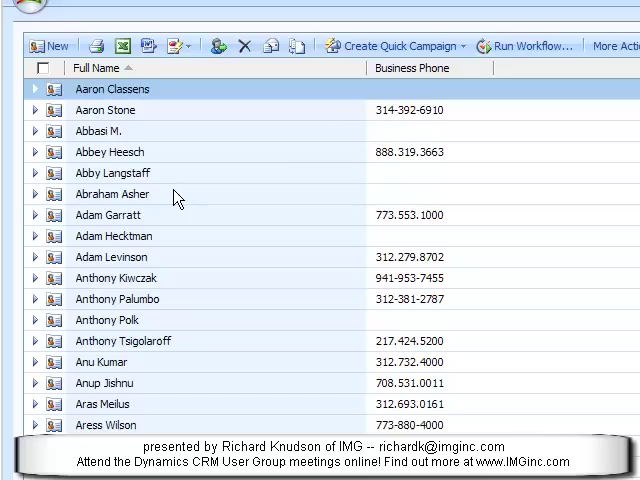 New Create Quick Campaign Run Workflow... More Acti
Full Name Business Phone
Aaron Classens
Aaron Stone 314-392-6910
Abbasi M.
Abbey Heesch 888.319.3663
Abby Langstaff
Abraham Asher
Adam Garratt 773.553.1000
Adam Hecktman
Adam Levinson 312.279.8702
Anthony Kiwczak 941-953-7455
Anthony Palumbo 312-381-2787
Anthony Polk
Anthony Tsigolaroff 217.424.5200
Anu Kumar 312.732.4000
Anup Jishnu 708.531.0011
Aras Meilus 312.693.0161
Aress Wilson 773-880-4000
presented by Richard Knudson of IMG -- richardk@imginc.com
Attend the Dynamics CRM User Group meetings online! Find out more at www.IMGinc.com